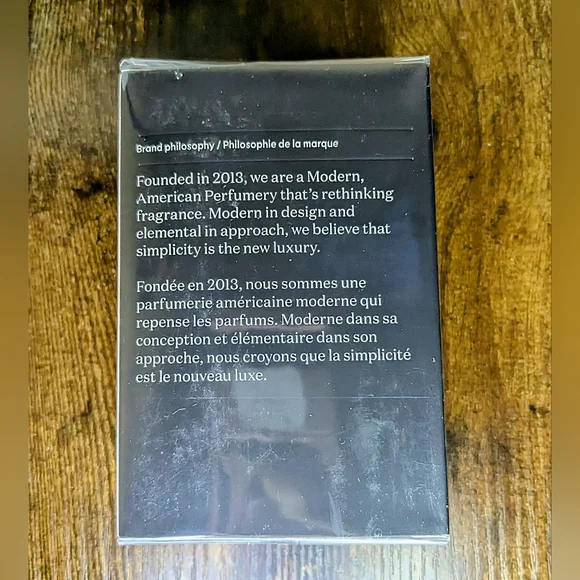 Brand philosophy / Philosophie de la marque
Founded in 2013, we are a Modern,
American Perfumery that's rethinking
fragrance. Modern in design and
elemental in approach, we believe that
simplicity is the new luxury.
Fondée en 2013, nous sommes une
parfumerie américaine moderne qui
repense les parfums. Moderne dans sa
conception et élémentaire dans son
approche, nous croyons que la simplicité
est le nouveau luxe.